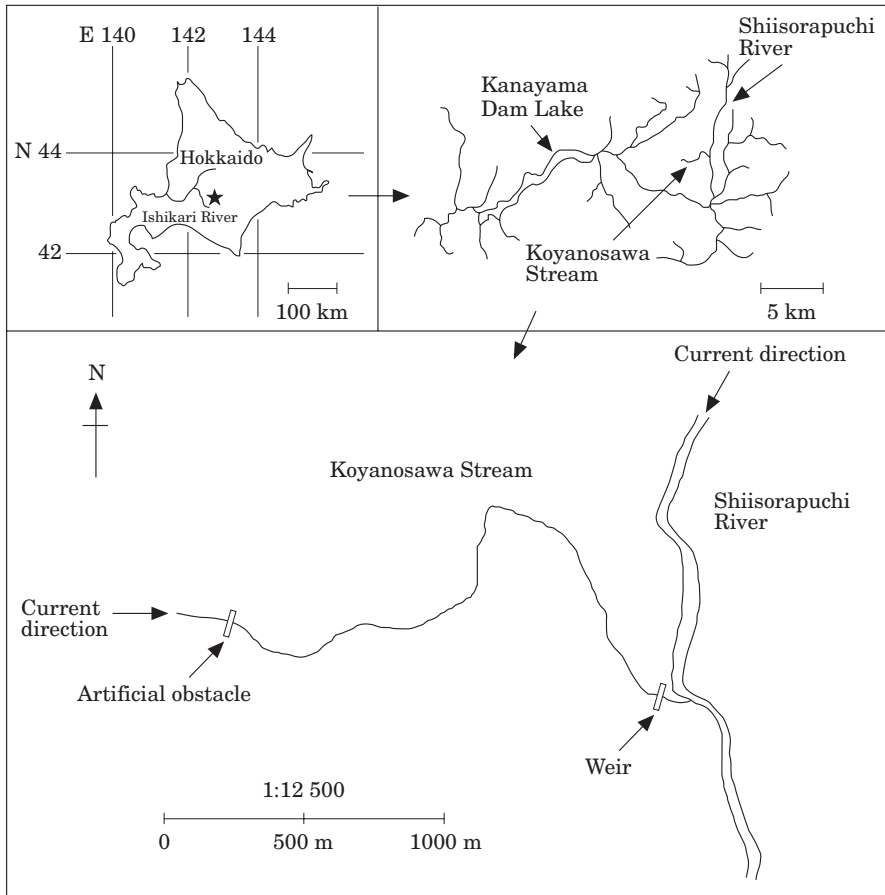 E 140
142
144
N 44
Hokkaido
Ishikari River
42
100 km
Shiisorapuchi
River
Kanayama
Dam Lake
Koyanosawa
Stream
5 km
Current direction
N
Koyanosawa Stream
Shiisorapuchi
River
Current
direction
Artificial obstacle
Weir
1:12 500
0
500 m
1000 m